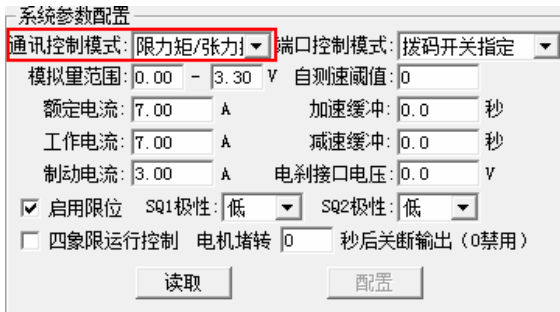 系统参数配置
通讯控制模式: 限力矩/张力 端口控制模式: 拨码开关指定
模拟量范围: 0.00 - 3.30 V 自测速阈值: 0
额定电流: 7.00 A 加速缓冲: 0.0 秒
工作电流: 7.00 A 减速缓冲: 0.0 秒
制动电流: 3.00 A 电刹接口电压: 0.0 V
启用限位 SQ1极性: 低 SQ2极性: 低
四象限运行控制 电机堵转 0 秒后关断输出（0禁用）
读取 配置